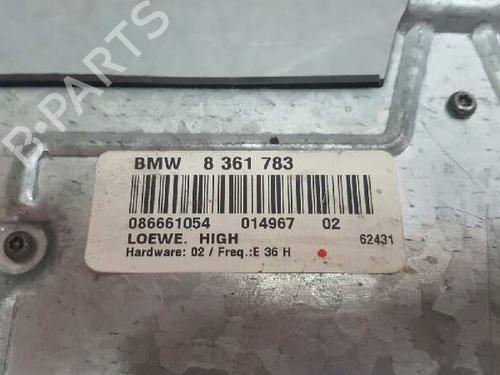 B-PARTS
BMW 8 361 783
086661054 014967 02
LOEWE. HIGH 62431
Hardware: 02 / Freq.:E 36 H